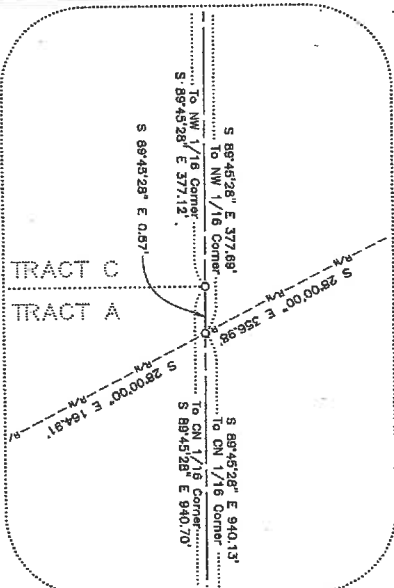 S 89°45'28" E 377.69'
To NW 1/16 Corner
To NW 1/16 Corner
S 89°45'28" E 377.12'
S 89°45'28" E 0.57'
S 28°00'00" E 356.98'
R/W
R/W
R/W
TRACT C
TRACT A
S 89°45'28" E 940.13'
To CN 1/16 Corner
To CN 1/16 Corner
S 89°45'28" E 940.70'
R/W
S 28°00'00" E 164.91'
R/W